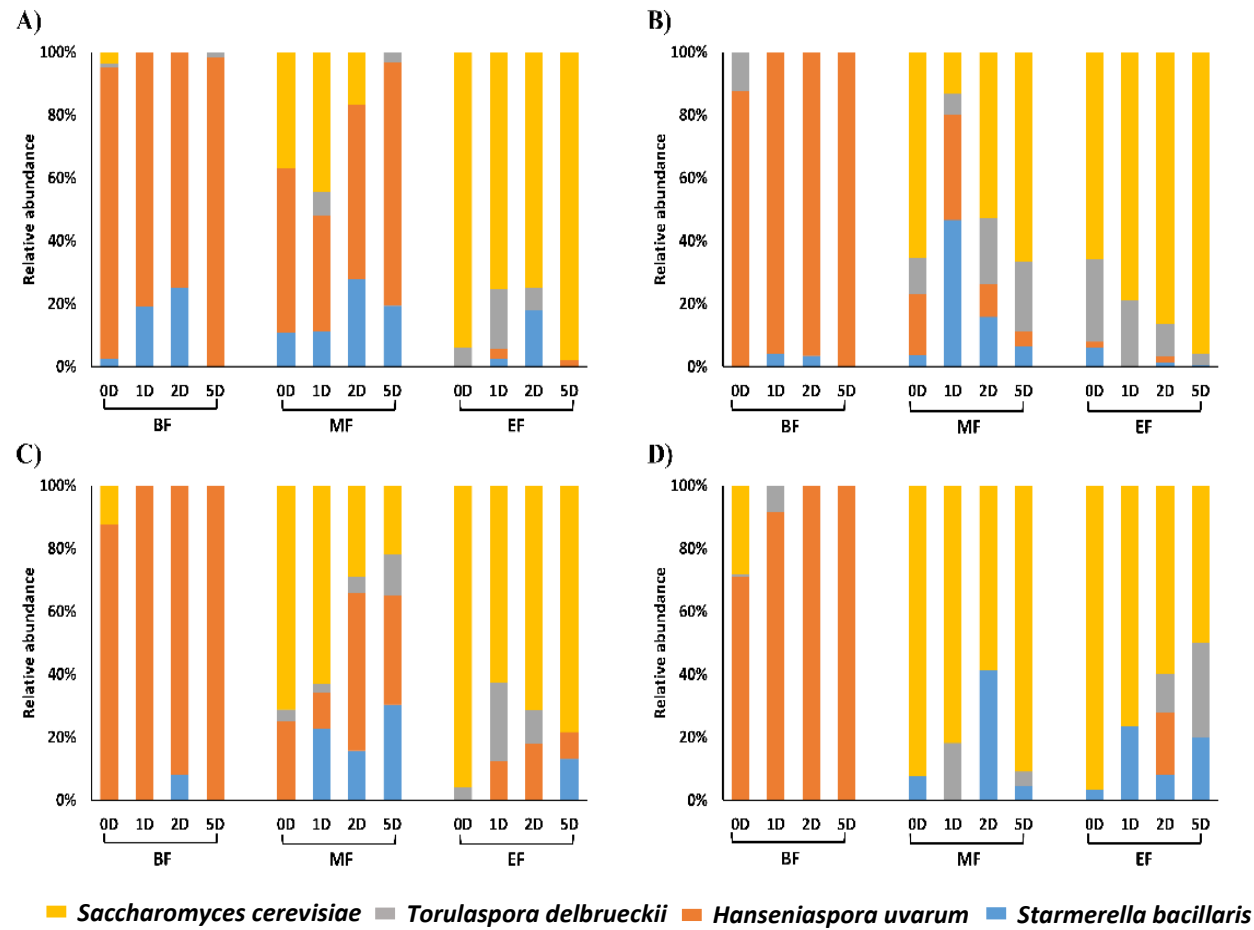 A)
100%
80%
60%
40%
20%
0%
Relative abundance
0D 1D 2D 5D 0D 1D 2D 5D 0D 1D 2D 5D
BF MF EF
B)
100%
80%
60%
40%
20%
0%
Relative abundance
0D 1D 2D 5D 0D 1D 2D 5D 0D 1D 2D 5D
BF MF EF
C)
100%
80%
60%
40%
20%
0%
Relative abundance
0D 1D 2D 5D 0D 1D 2D 5D 0D 1D 2D 5D
BF MF EF
D)
100%
80%
60%
40%
20%
0%
Relative abundance
0D 1D 2D 5D 0D 1D 2D 5D 0D 1D 2D 5D
BF MF EF
Saccharomyces cerevisiae Torulaspora delbrueckii Hanseniaspora uvarum Starmerella bacillaris